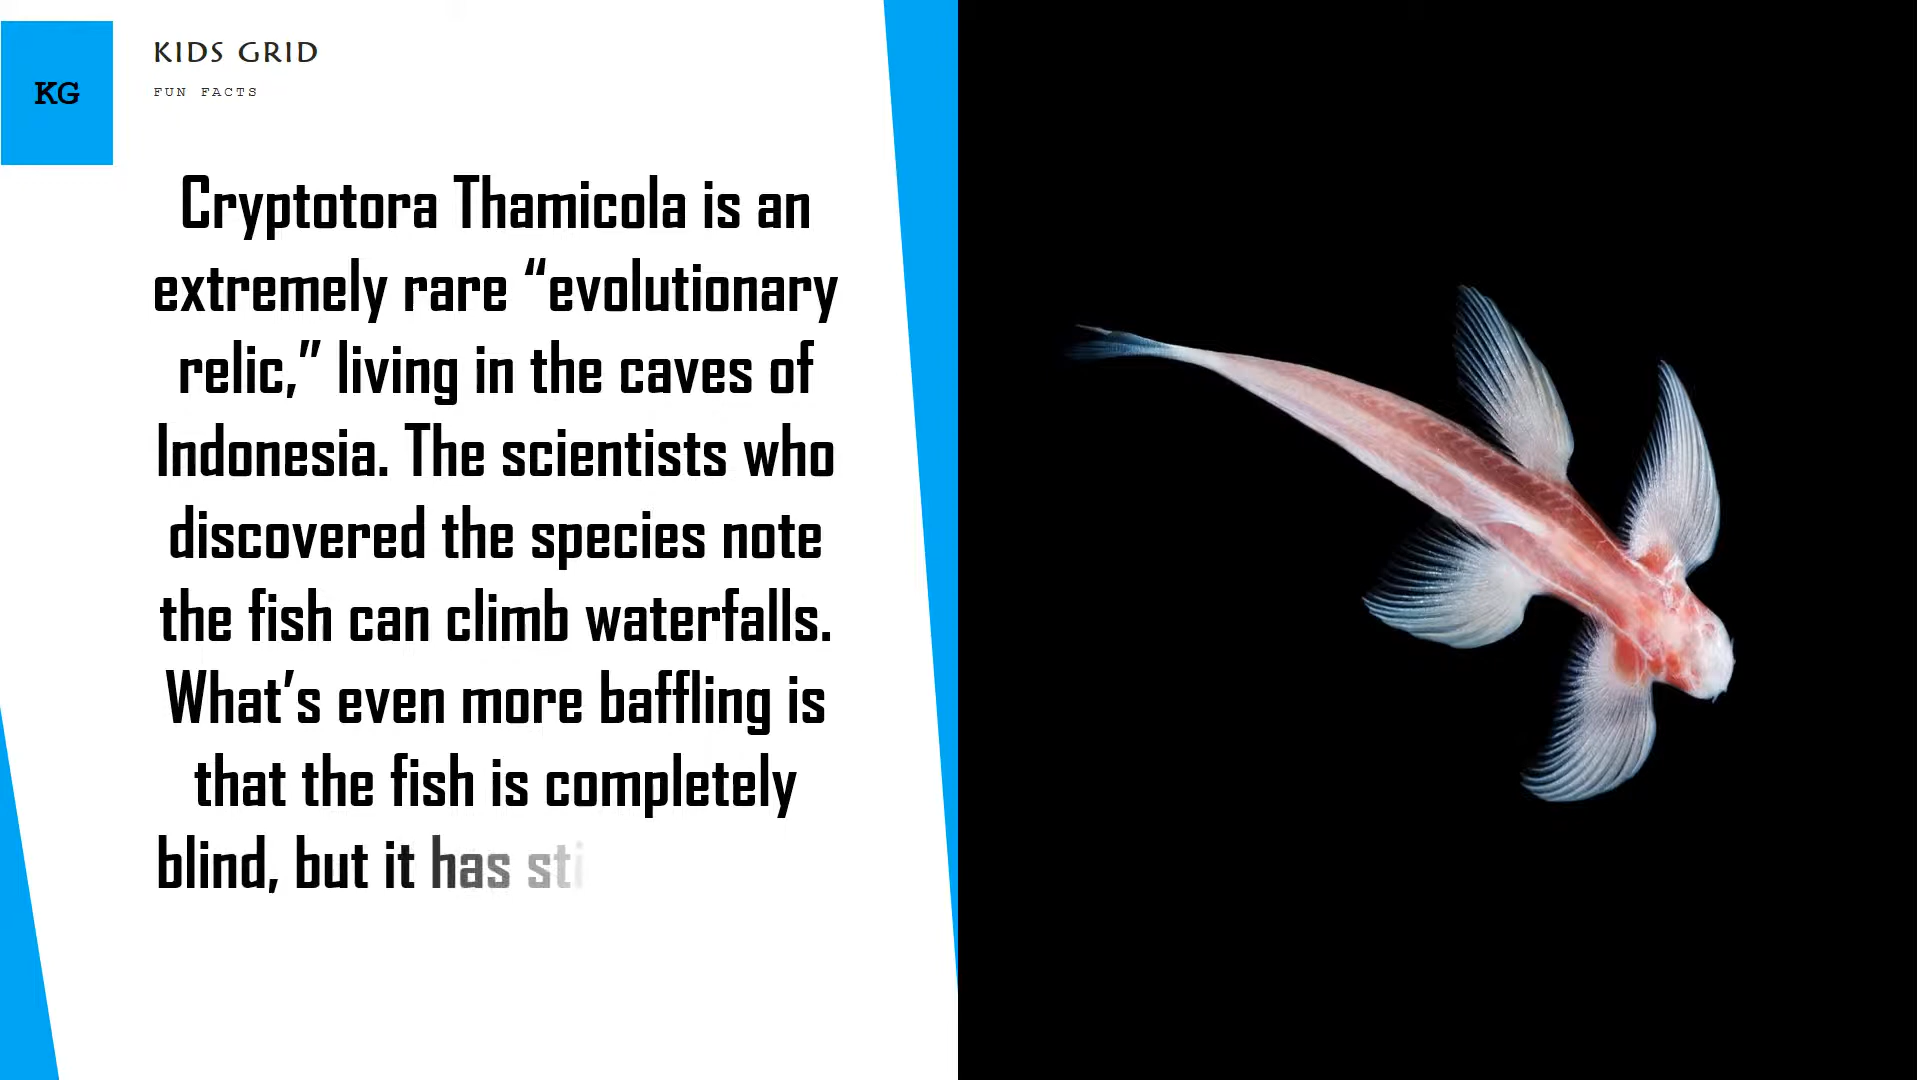 KG
KIDS GRID
FUN FACTS
Cryptotora Thamicola is an
extremely rare “evolutionary
relic,” living in the caves of
Indonesia. The scientists who
discovered the species note
the fish can climb waterfalls.
What’s even more baffling is
that the fish is completely
blind, but it has